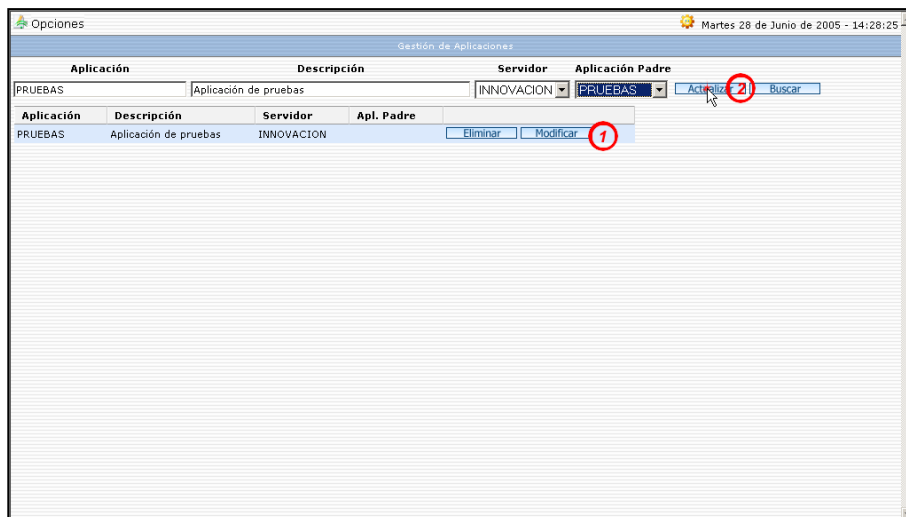 Opciones Martes 28 de Junio de 2005 - 14:28:25
Gestión de Aplicaciones
Aplicación Descripción Servidor Aplicación Padre
PRUEBAS Aplicación de pruebas INNOVACION PRUEBAS Actualizar 2 Buscar
Aplicación Descripción Servidor Apl. Padre
PRUEBAS Aplicación de pruebas INNOVACION Eliminar Modificar 1